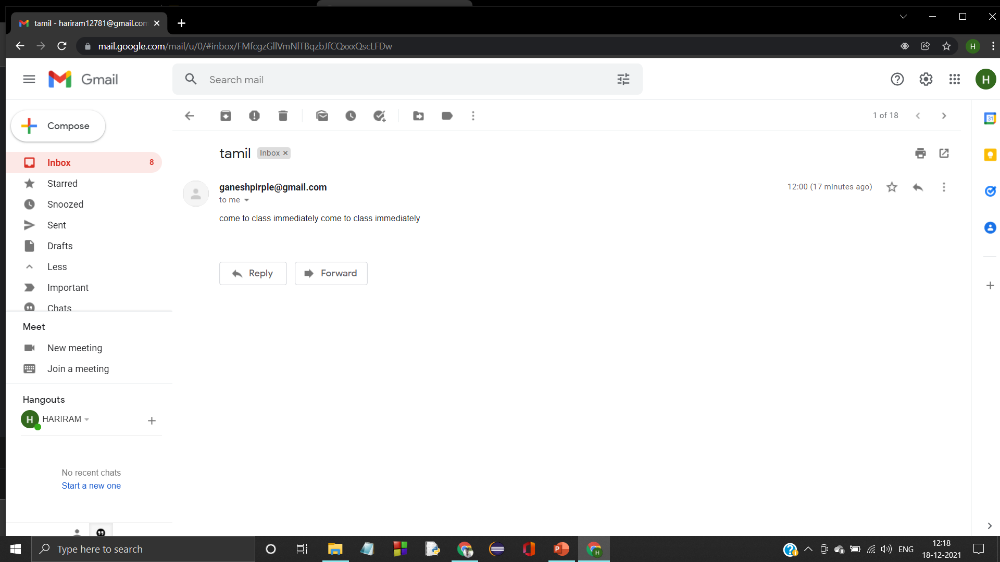 tamil - hariram12781@gmail.com
mail.google.com/mail/u/0/#inbox/FMfcgzGllVmNlTBqzbJfCQxxxQscLFDw
H
Gmail
Search mail
H
Compose
1 of 18
31
tamil
Inbox ×
Inbox 8
Starred
Snoozed
Sent
Drafts
Less
Important
Chats
ganeshpirple@gmail.com
12:00 (17 minutes ago)
to me
come to class immediately come to class immediately
Reply
Forward
Meet
New meeting
Join a meeting
Hangouts
H HARIRAM
No recent chats
Start a new one
Type here to search
ENG
12:18
18-12-2021